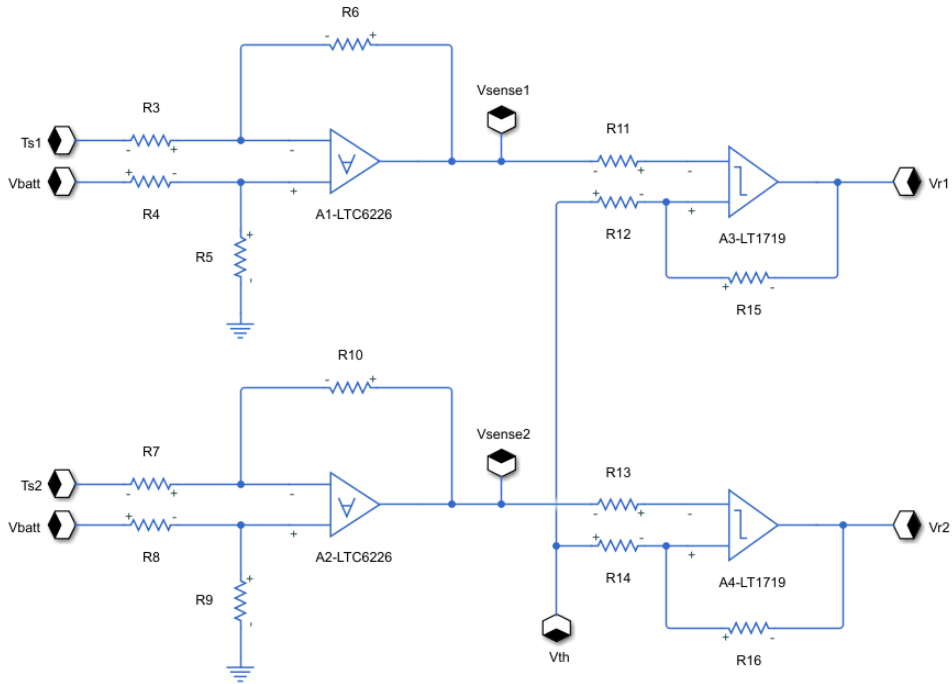 R6
Vsense1
R3
R11
Ts1
Vbatt
Vr1
R4
A1-LTC6226
R12
A3-LT1719
R5
R15
R10
Vsense2
R7
R13
Ts2
Vbatt
Vr2
R8
A2-LTC6226
R14
A4-LT1719
R9
Vth
R16